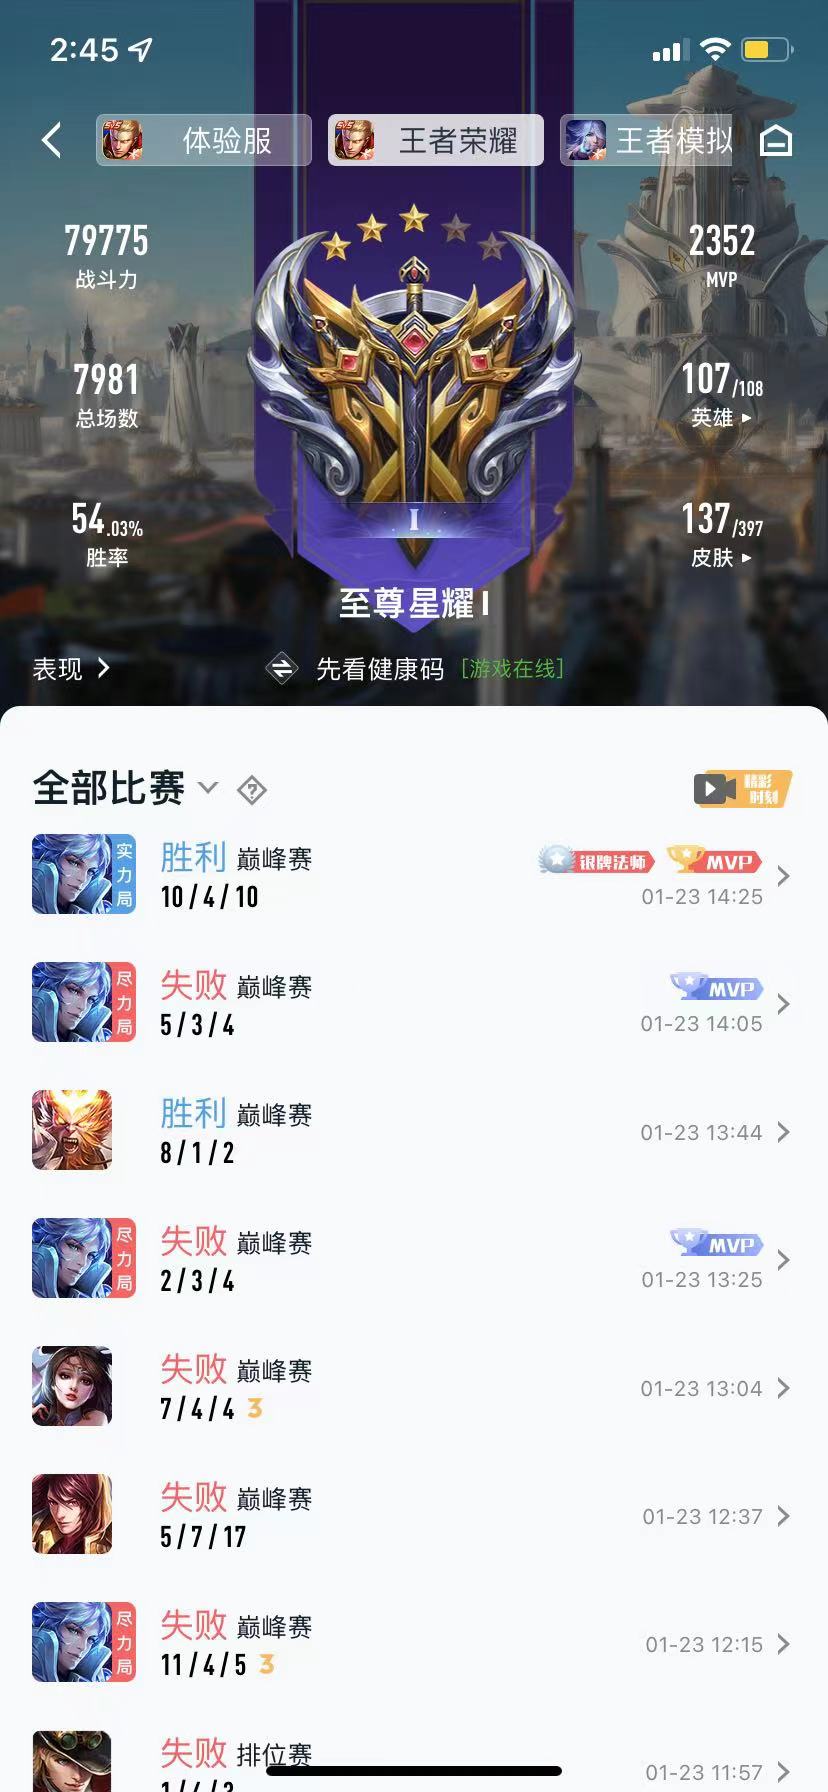 2:45
体验服
王者荣耀
王者模拟
79775
战斗力
2352
MVP
7981
总场数
107/108
英雄
54.03%
胜率
137/397
皮肤
I
至尊星耀I
表现
先看健康码 [游戏在线]
全部比赛
精彩时刻
实力局
胜利 巅峰赛
银牌法师 MVP
10/4/10
01-23 14:25
尽力局
失败 巅峰赛
MVP
5/3/4
01-23 14:05
胜利 巅峰赛
8/1/2
01-23 13:44
尽力局
失败 巅峰赛
MVP
2/3/4
01-23 13:25
失败 巅峰赛
7/4/4 3
01-23 13:04
失败 巅峰赛
5/7/17
01-23 12:37
尽力局
失败 巅峰赛
11/4/5 3
01-23 12:15
失败 排位赛
01-23 11:57